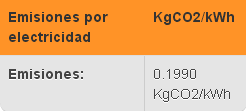 Emisiones por electricidad KgCO2/kWh
Emisiones: 0.1990 KgCO2/kWh